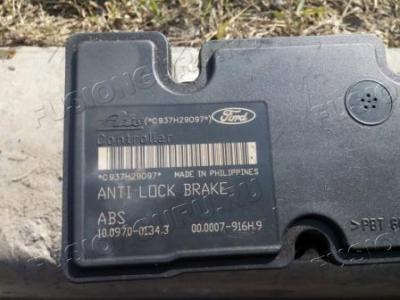 Ate (*C937H29097*) Ford
Controller
*C937H29097* MADE IN PHILIPPINES
ANTI LOCK BRAKE
ABS
10.0970-0134.3 00.0007-916H.9
>PBT